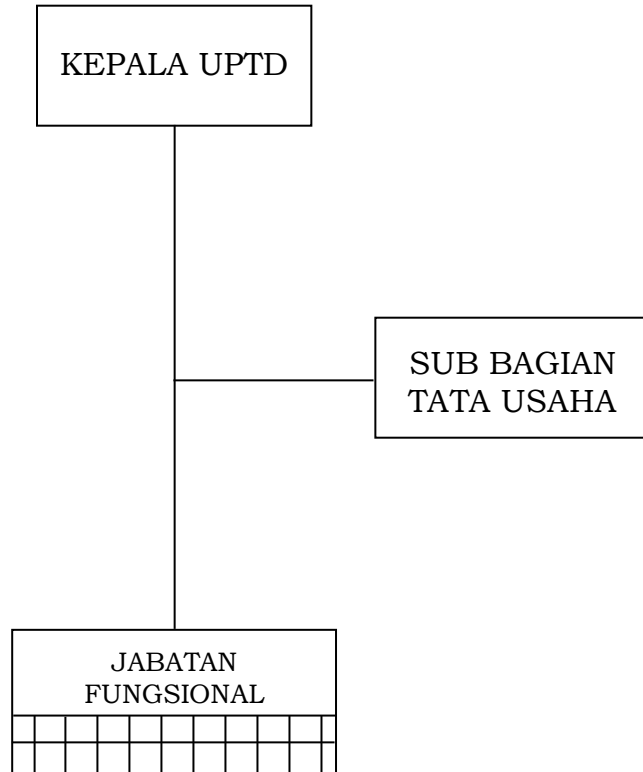 KEPALA UPTD
SUB BAGIAN
TATA USAHA
JABATAN
FUNGSIONAL